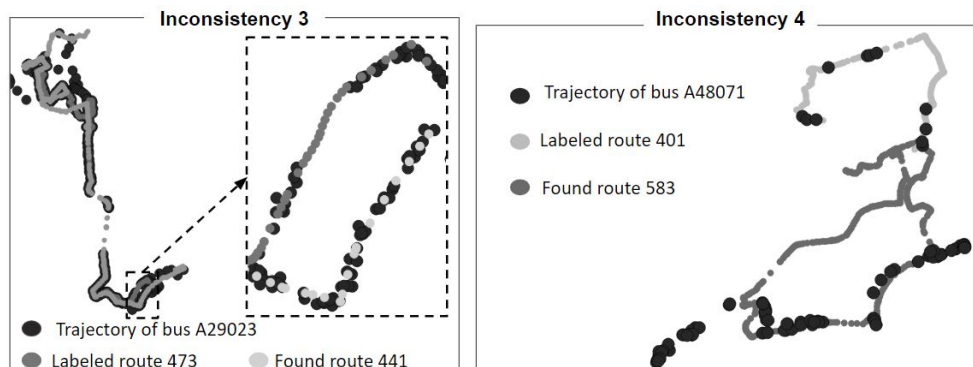 Inconsistency 3
Trajectory of bus A29023
Labeled route 473
Found route 441
Inconsistency 4
Trajectory of bus A48071
Labeled route 401
Found route 583